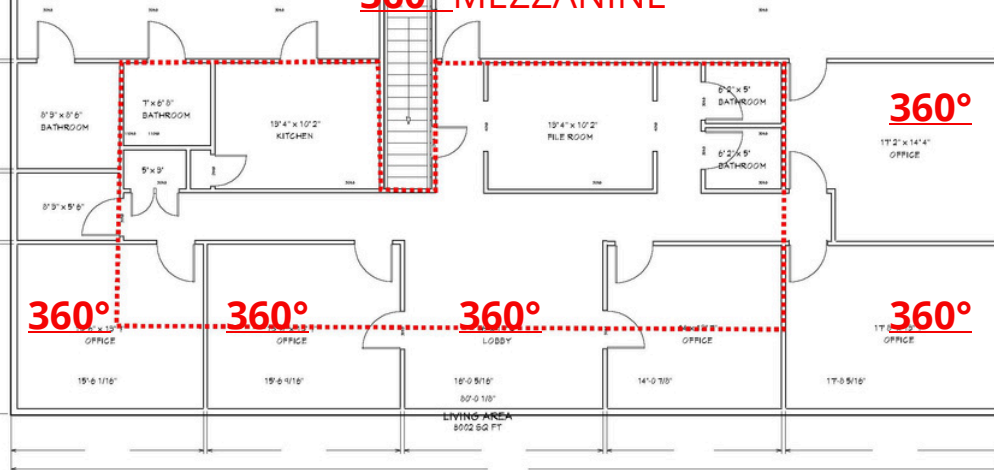 360° MEZZANINE
8'9" x 8'6"
BATHROOM
7' x 6'8"
BATHROOM
19'4" x 10'2"
KITCHEN
19'4" x 10'2"
FILE ROOM
6'2" x 5'
BATHROOM
360°
17'2" x 14'4"
OFFICE
6'2" x 5'
BATHROOM
5' x 9'
8'9" x 5'6"
360°
OFFICE
360°
OFFICE
360°
LOBBY
OFFICE
360°
OFFICE
15'-6 1/16"
15'-6 9/16"
16'-0 5/16"
14'-0 7/8"
17'-8 5/16"
80'-0 1/8"
LIVING AREA
8002 SQ FT